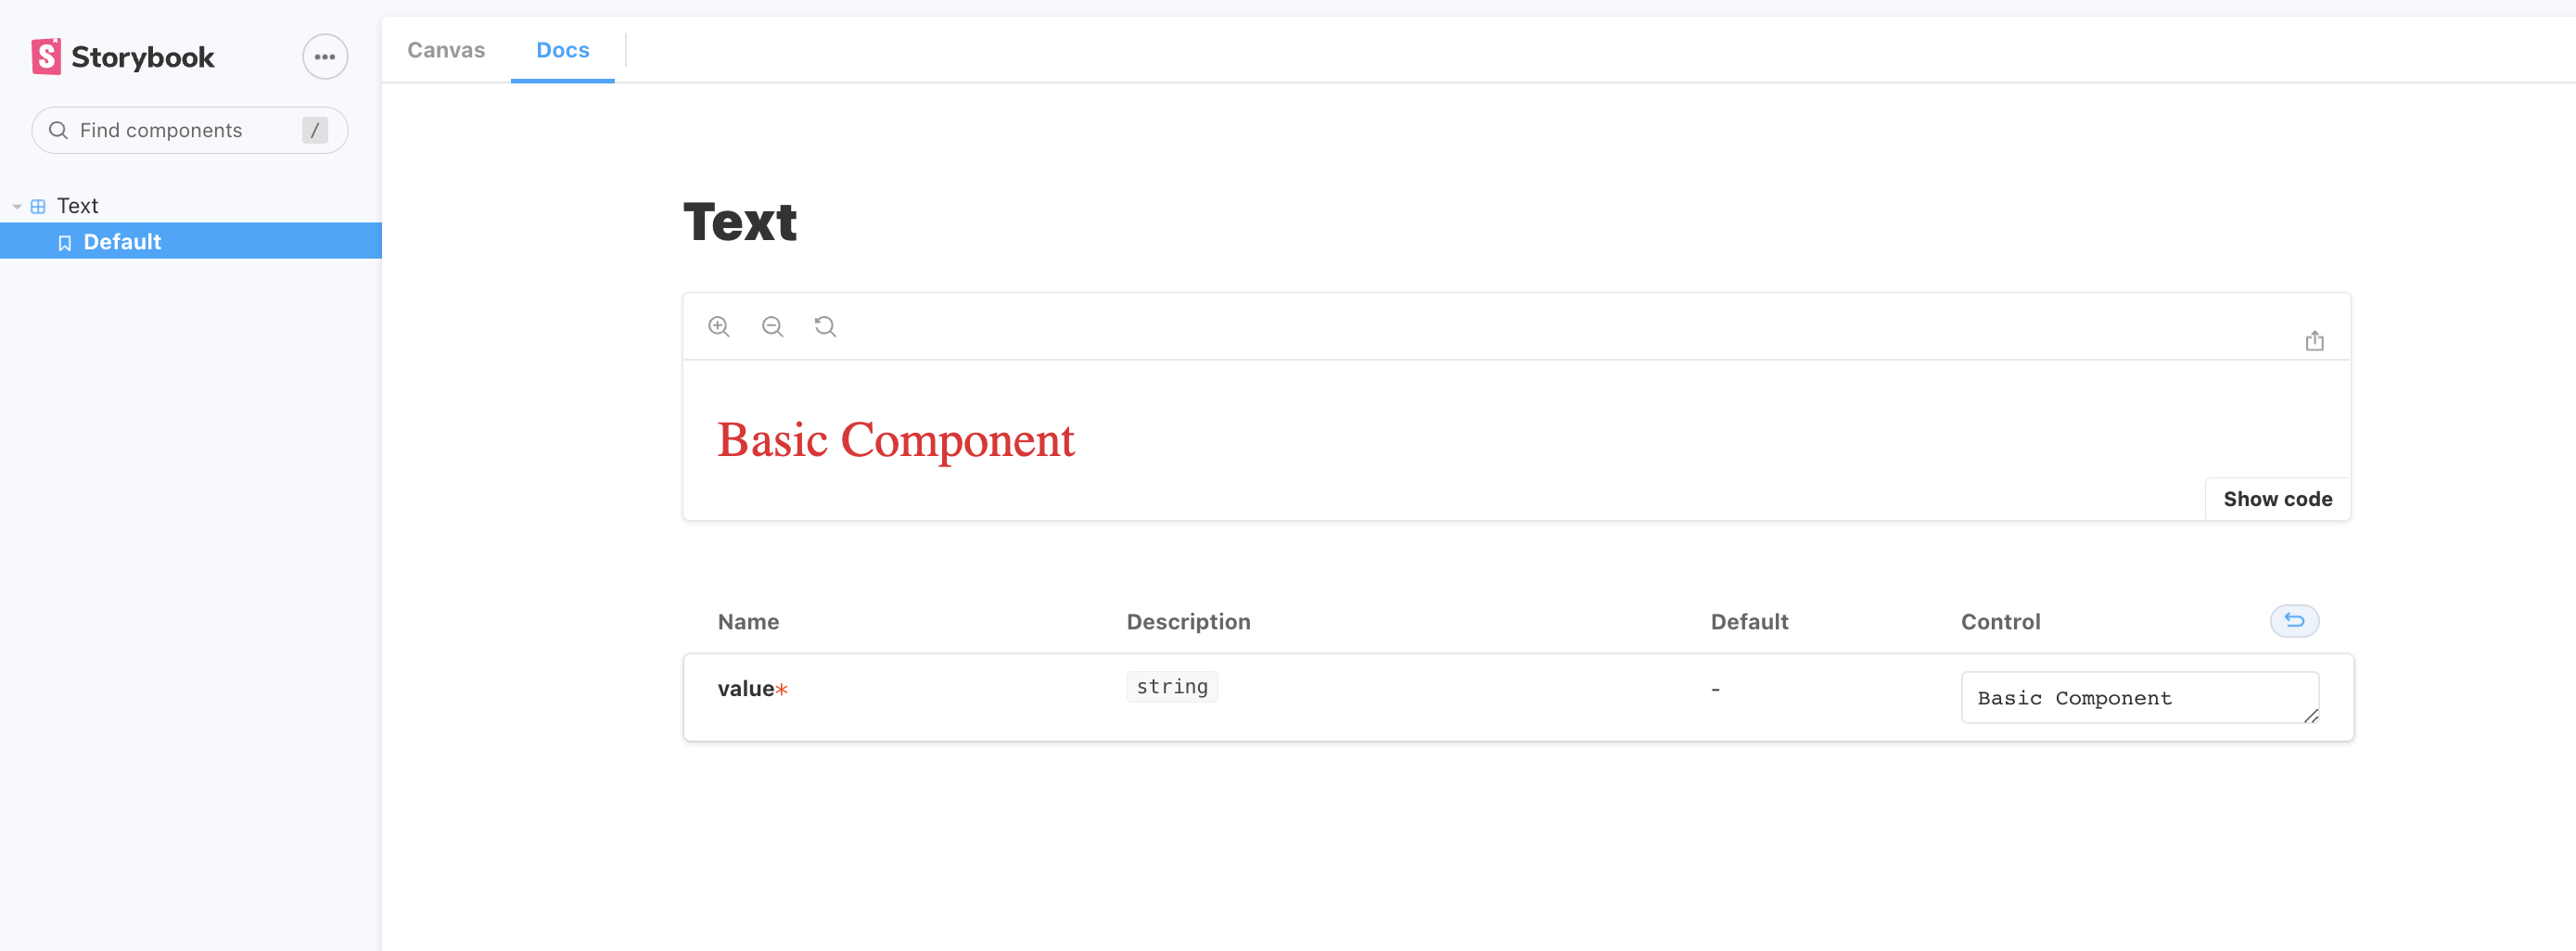 Storybook
Find components /
Text
Default
Canvas Docs
Text
Basic Component
Show code
Name Description Default Control
value* string - Basic Component